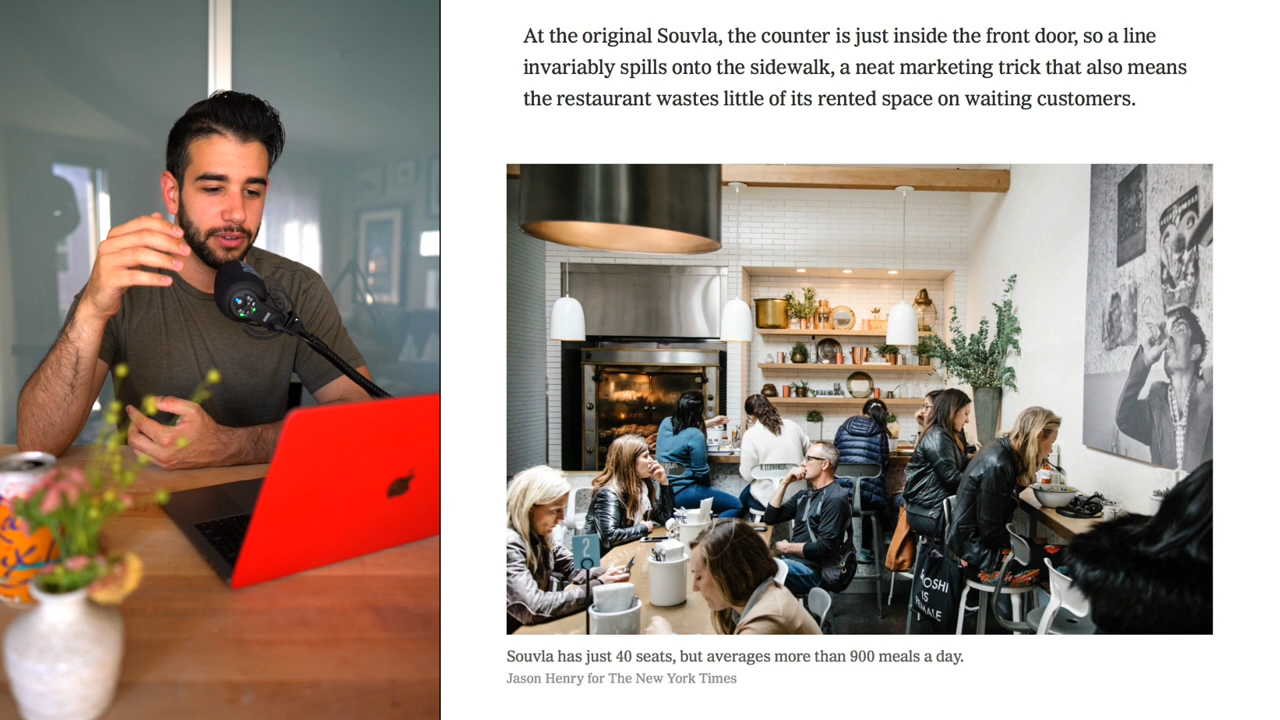 At the original Souvla, the counter is just inside the front door, so a line
invariably spills onto the sidewalk, a neat marketing trick that also means
the restaurant wastes little of its rented space on waiting customers.
2
IS
Souvla has just 40 seats, but averages more than 900 meals a day.
Jason Henry for The New York Times